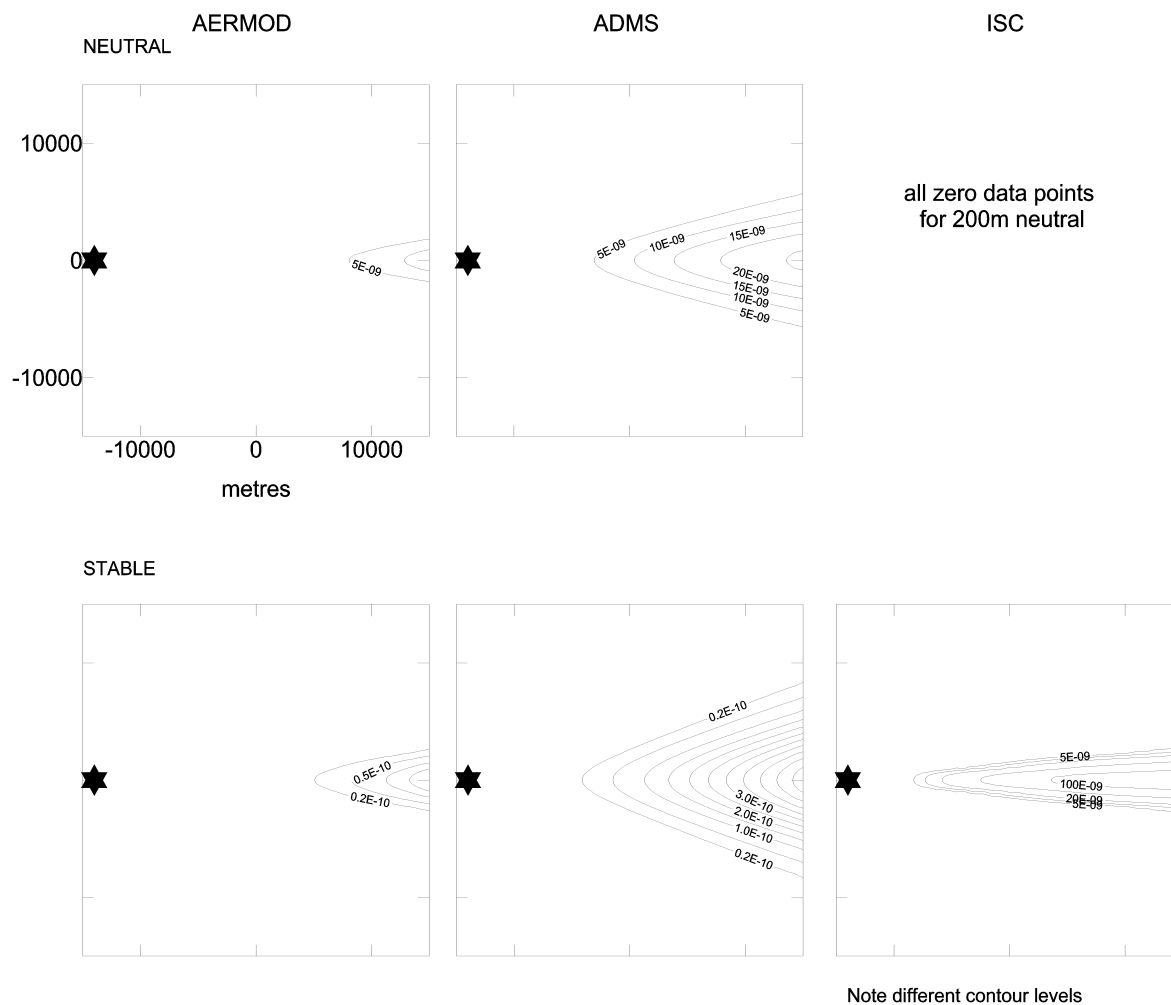 AERMOD ADMS ISC
NEUTRAL
10000
0
-10000
-10000 0 10000
metres
5E-09
5E-09
10E-09
15E-09
20E-09
15E-09
10E-09
5E-09
all zero data points
for 200m neutral
STABLE
0.5E-10
0.2E-10
0.2E-10
3.0E-10
2.0E-10
1.0E-10
0.2E-10
5E-09
100E-09
20E-09
5E-09
Note different contour levels